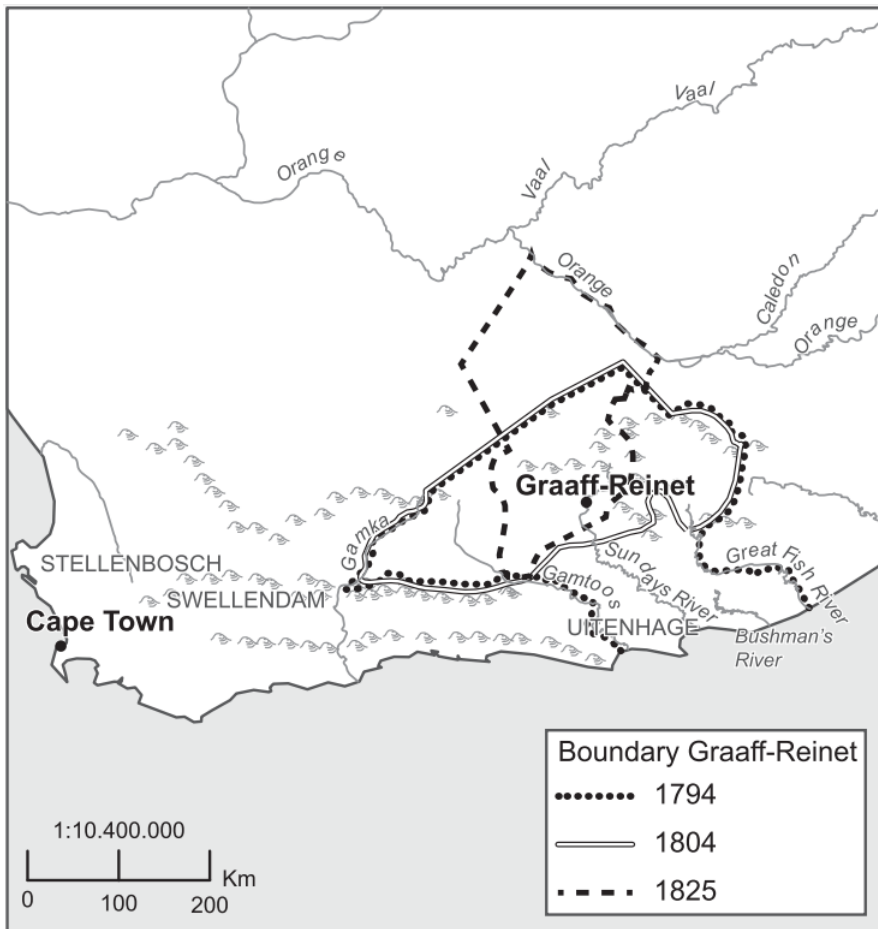 Vaal
Orange
Vaal
Orange
Caledon
Orange
Graaff-Reinet
Gamka
STELLENBOSCH
SWELLENDAM
Cape Town
Sundays River
Gamtoos
Great Fish River
UITENHAGE
Bushman's
River
Boundary Graaff-Reinet
1794
1804
1825
1:10.400.000
Km
0 100 200